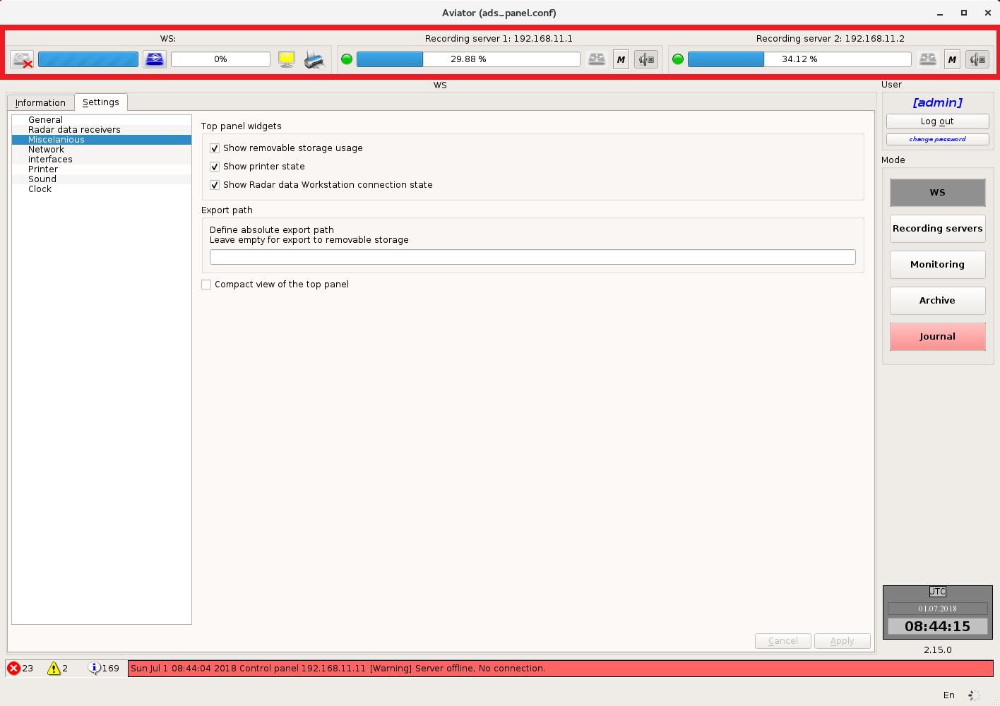 Aviator (ads_panel.conf)
WS:
Recording server 1: 192.168.11.1
Recording server 2: 192.168.11.2
0%
29.88 %
M
34.12 %
M
WS
User
Information
Settings
[admin]
Log out
change password
General
Radar data receivers
Miscelanious
Network
interfaces
Printer
Sound
Clock
Top panel widgets
Show removable storage usage
Show printer state
Show Radar data Workstation connection state
Export path
Define absolute export path
Leave empty for export to removable storage
Compact view of the top panel
Mode
WS
Recording servers
Monitoring
Archive
Journal
UTC
01.07.2018
08:44:15
Cancel
Apply
2.15.0
23
2
169
Sun Jul 1 08:44:04 2018 Control panel 192.168.11.11 [Warning] Server offline, No connection.
En